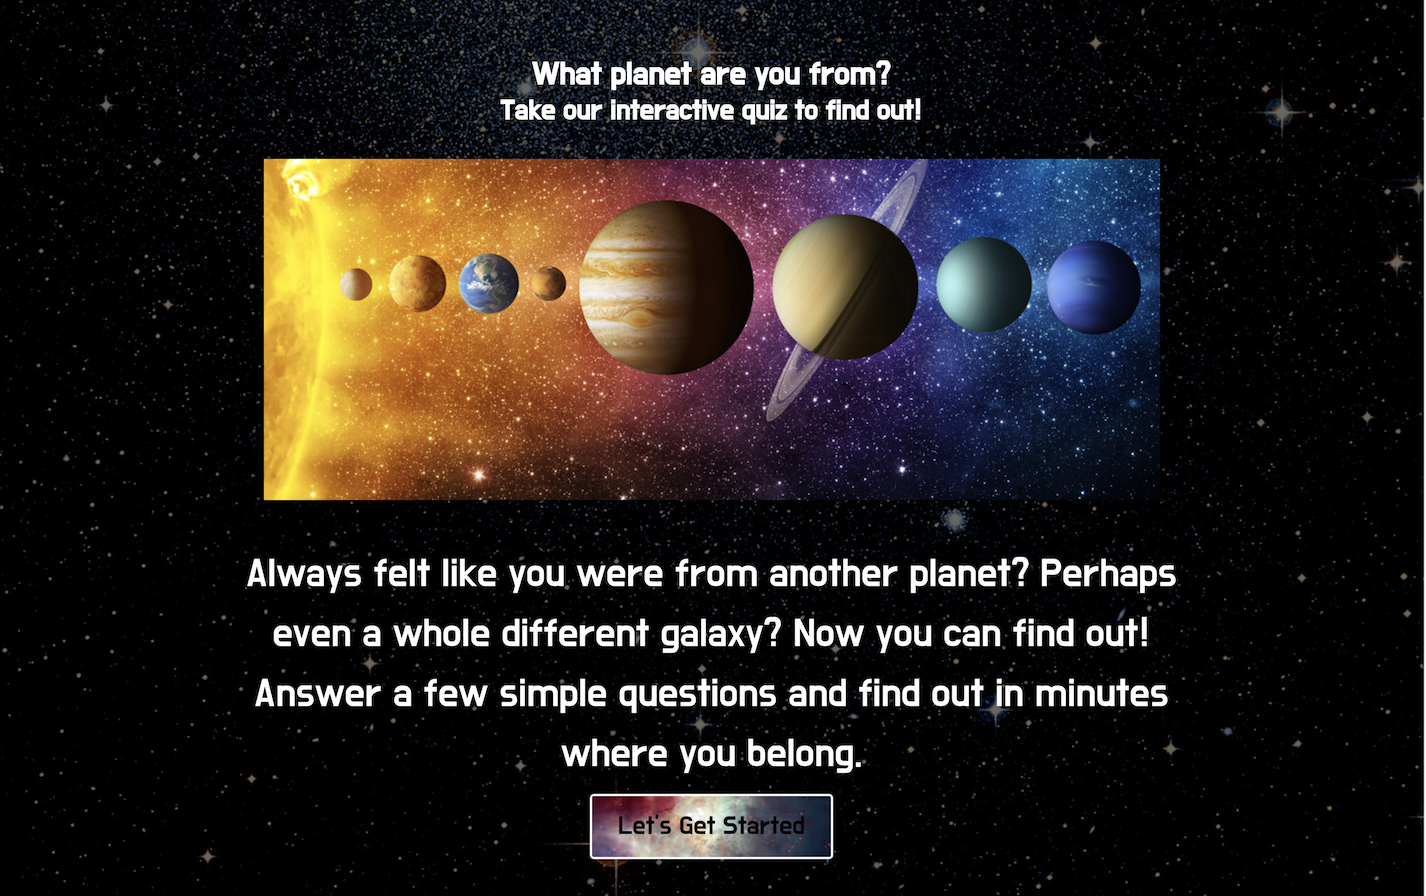 What planet are you from?
Take our interactive quiz to find out!
Always felt like you were from another planet? Perhaps
even a whole different galaxy? Now you can find out!
Answer a few simple questions and find out in minutes
where you belong.
Let's Get Started